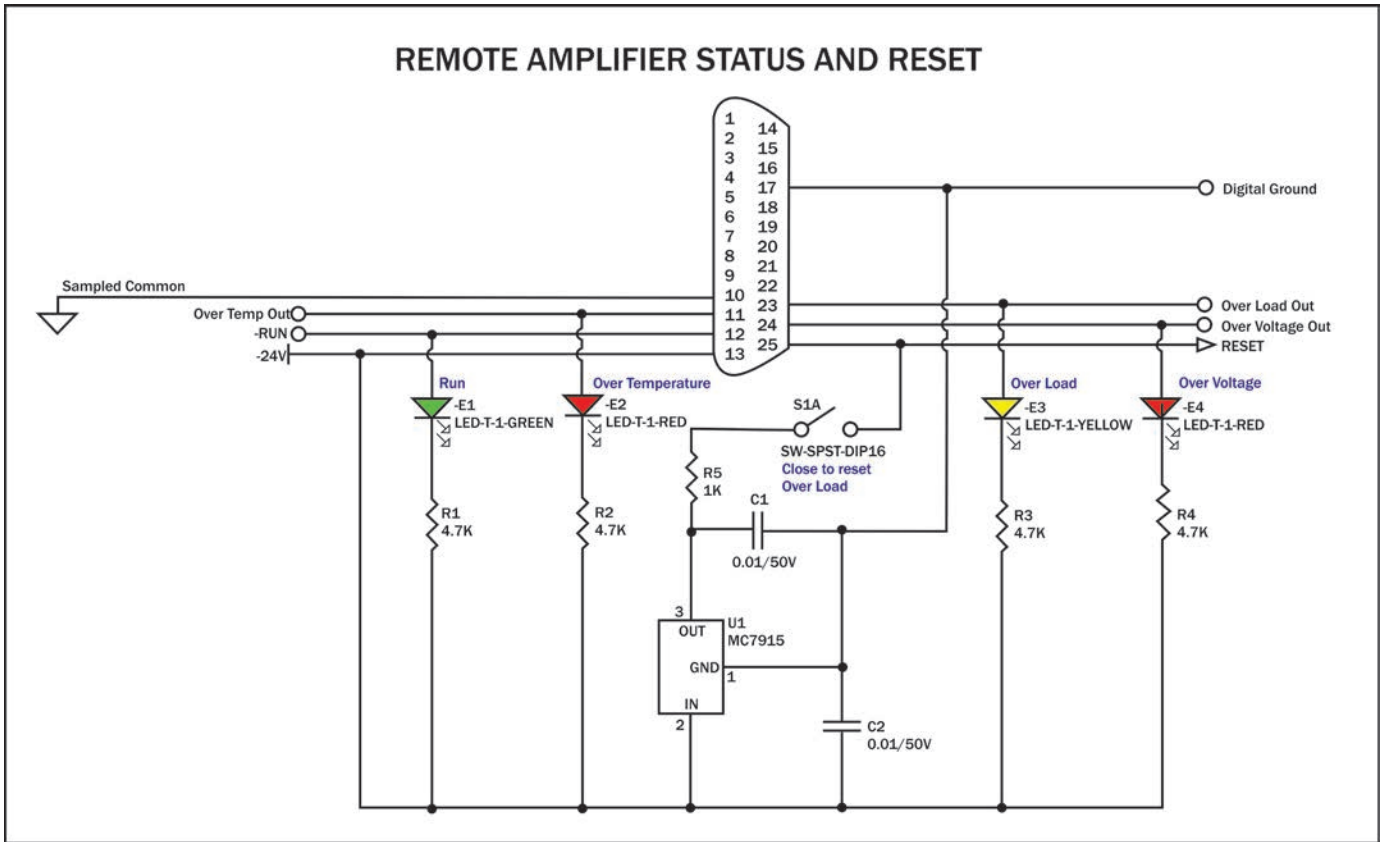 REMOTE AMPLIFIER STATUS AND RESET
1
2
3
4
5
6
7
8
9
10
11
12
13
14
15
16
17
18
19
20
21
22
23
24
25
Digital Ground
Sampled Common
Over Temp Out
-RUN
-24V
Over Load Out
Over Voltage Out
RESET
Run
-E1
LED-T-1-GREEN
Over Temperature
-E2
LED-T-1-RED
S1A
SW-SPST-DIP16
Close to reset
Over Load
Over Load
-E3
LED-T-1-YELLOW
Over Voltage
-E4
LED-T-1-RED
R1
4.7K
R2
4.7K
R5
1K
C1
0.01/50V
R3
4.7K
R4
4.7K
3
OUT
U1
MC7915
GND
1
IN
2
C2
0.01/50V